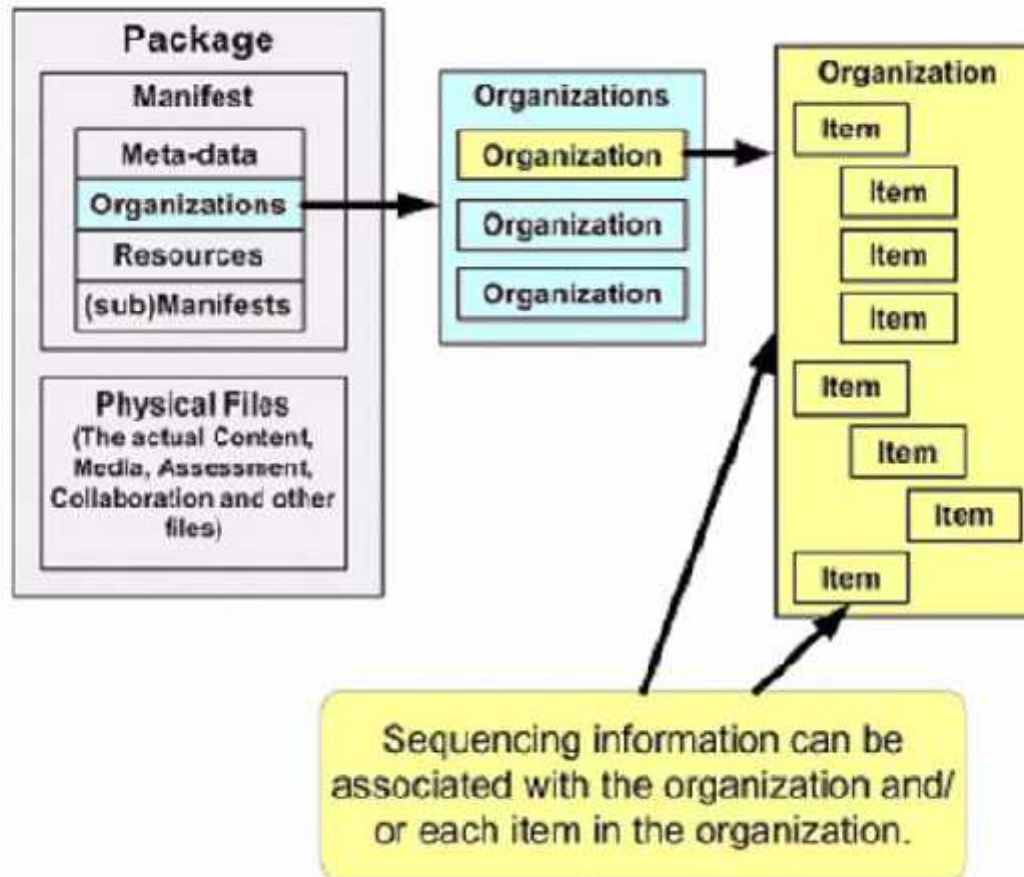 Package
Manifest
Meta-data
Organizations
Resources
(sub)Manifests
Physical Files
(The actual Content,
Media, Assessment,
Collaboration and other
files)
Organizations
Organization
Organization
Organization
Organization
Item
Item
Item
Item
Item
Item
Item
Item
Sequencing information can be
associated with the organization and/
or each item in the organization.